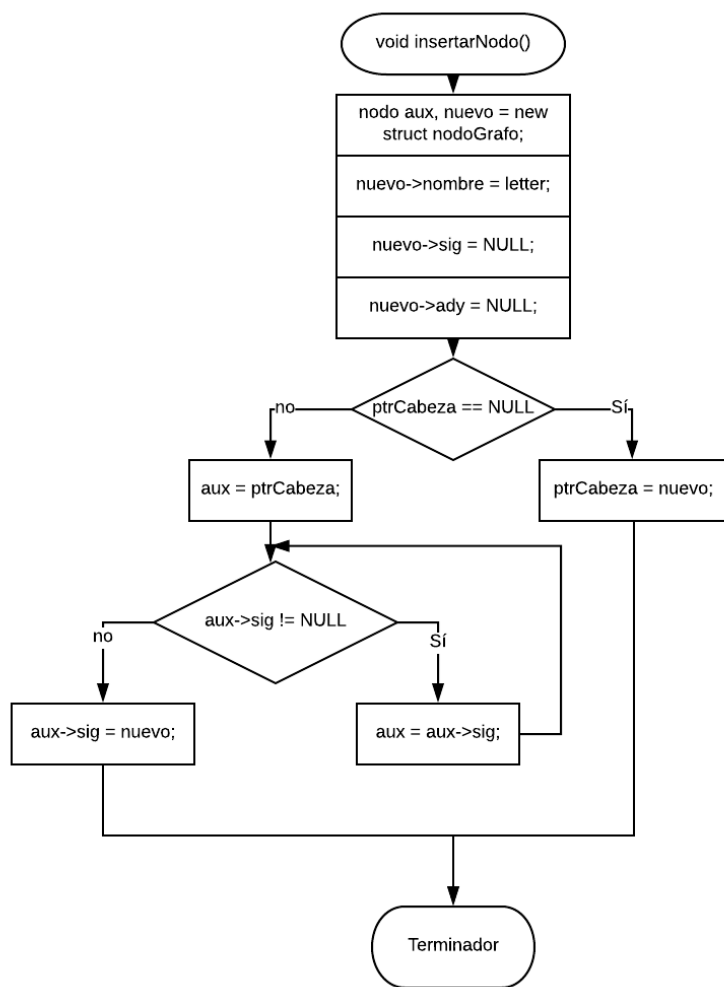 void insertarNodo()
nodo aux, nuevo = new
struct nodoGrafo;
nuevo->nombre = letter;
nuevo->sig = NULL;
nuevo->ady = NULL;
no
ptrCabeza == NULL
Sí
aux = ptrCabeza;
ptrCabeza = nuevo;
aux->sig != NULL
no
Sí
aux->sig = nuevo;
aux = aux->sig;
Terminador